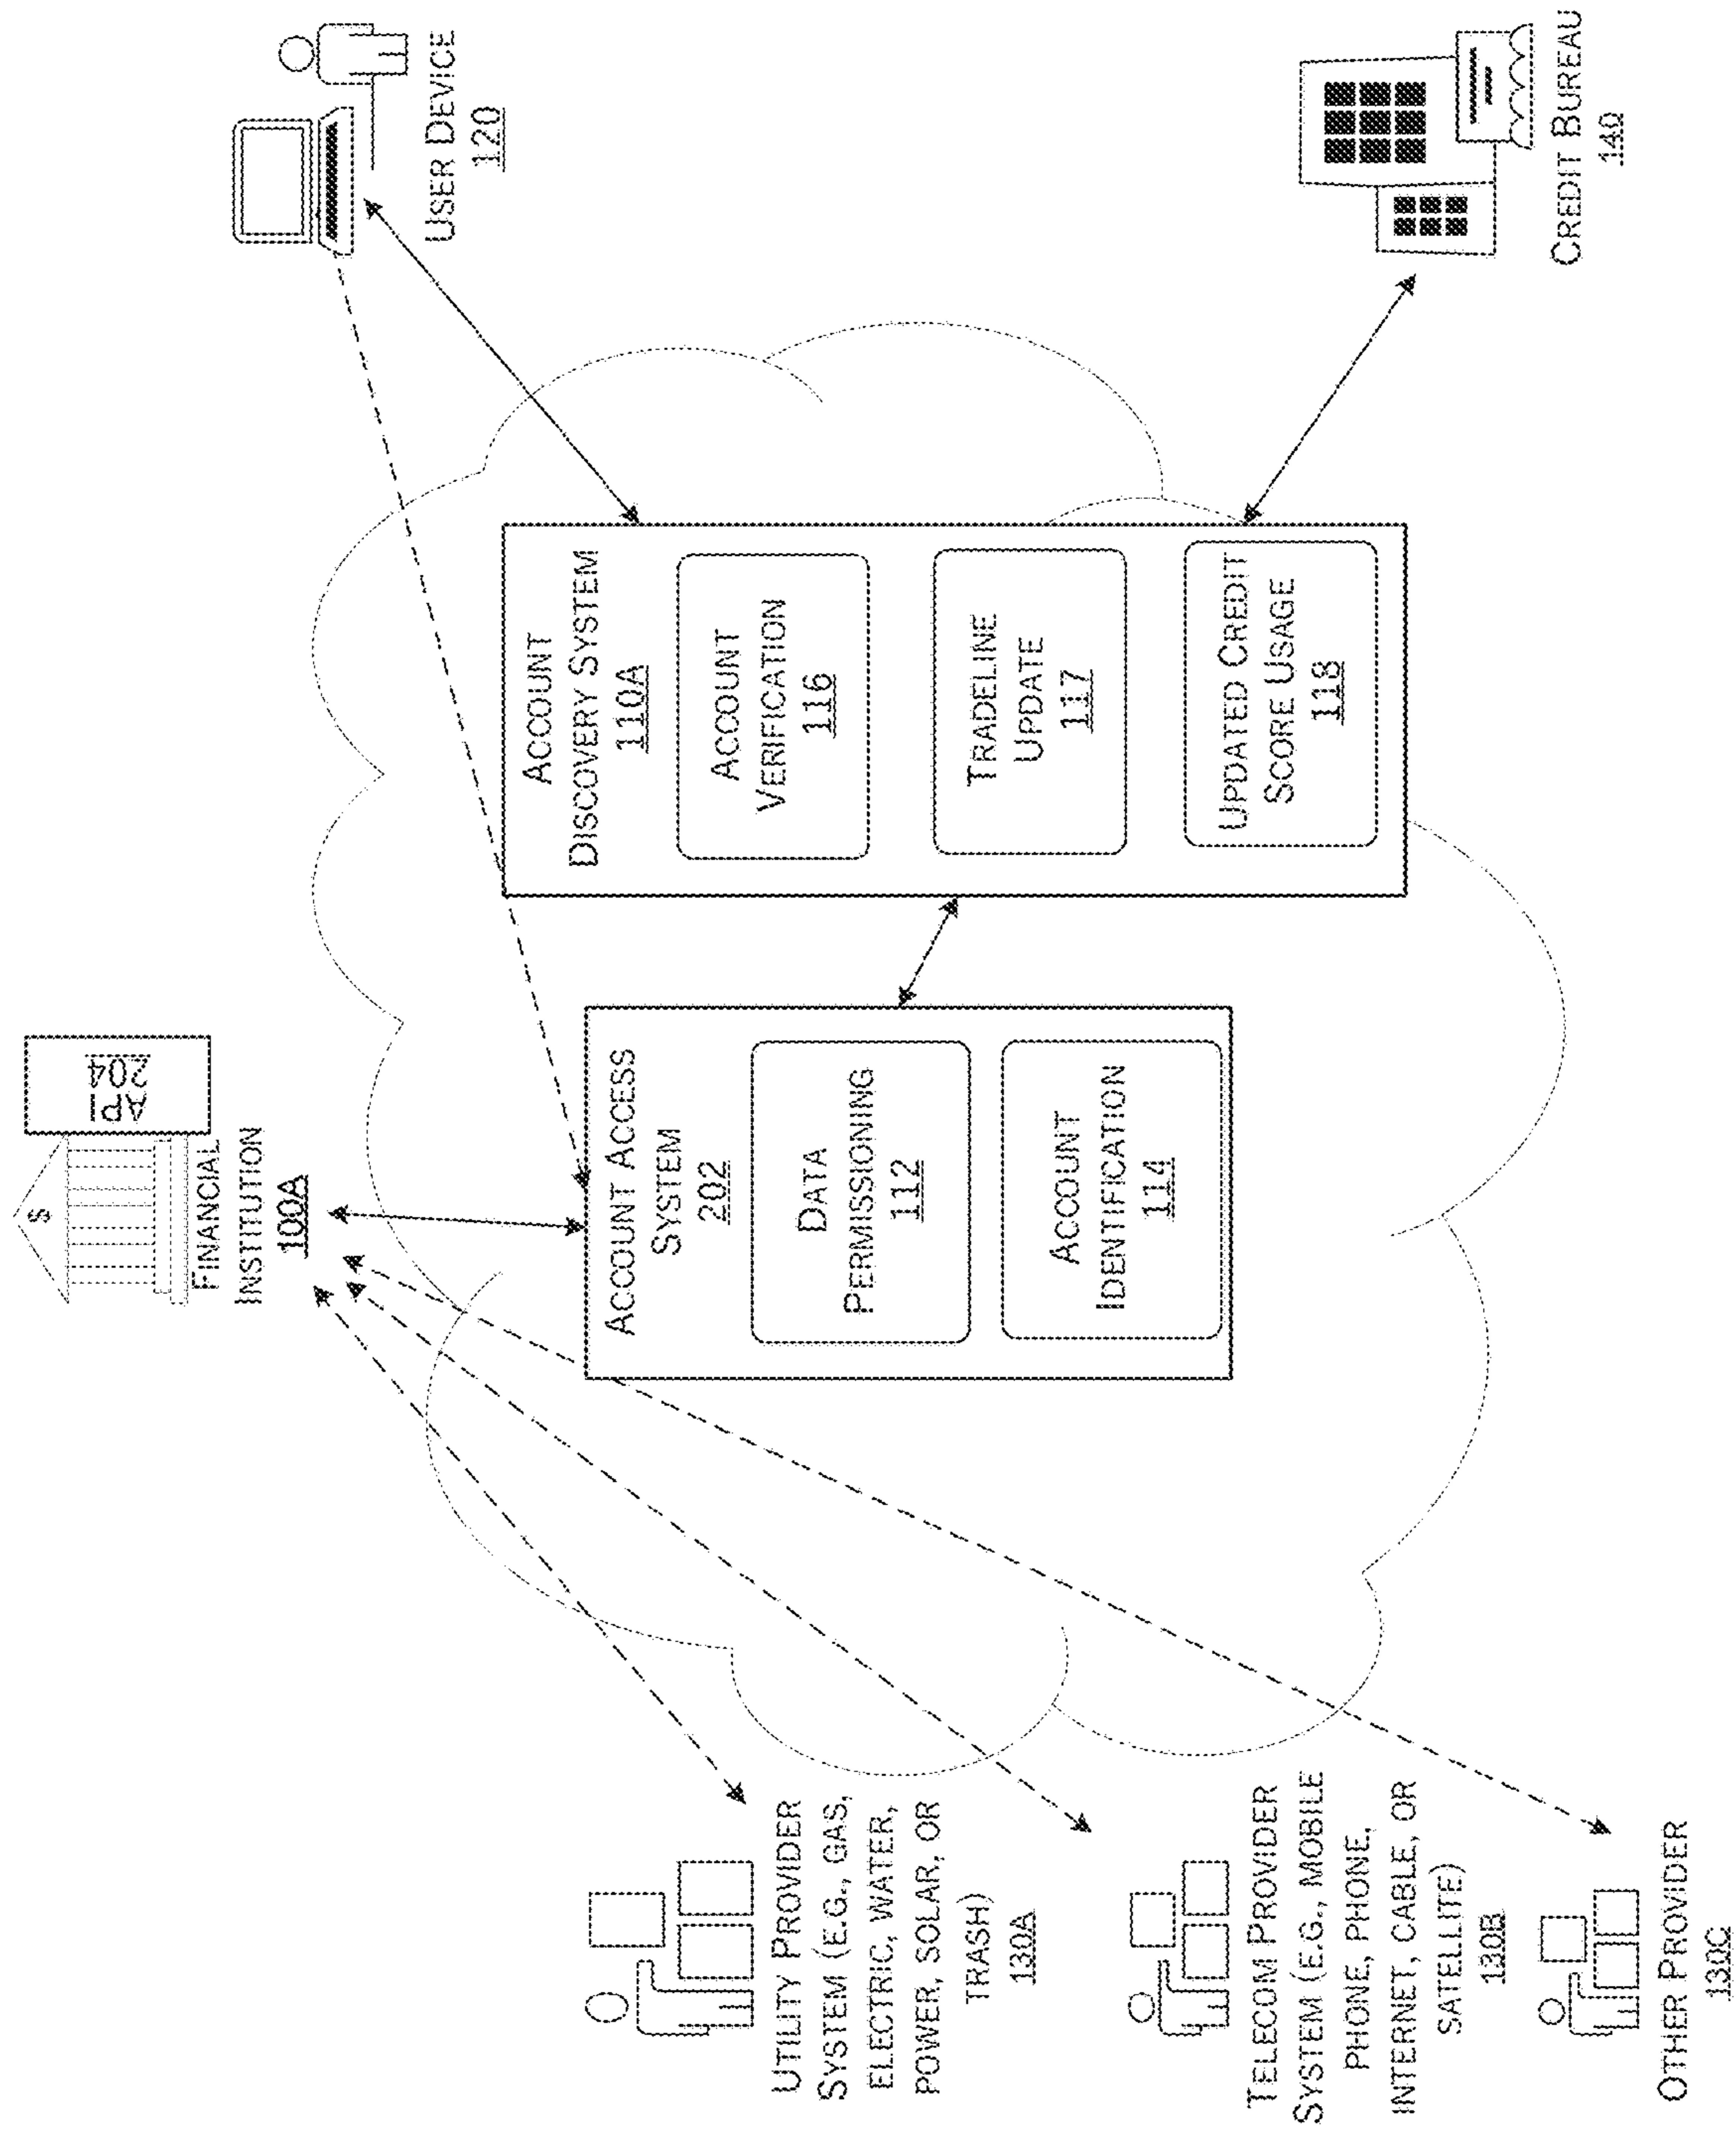 $
FINANCIAL
INSTITUTION
100A
API
204
USER DEVICE
120
ACCOUNT ACCESS
SYSTEM
202
DATA
PERMISSIONING
112
ACCOUNT
IDENTIFICATION
114
ACCOUNT
DISCOVERY SYSTEM
110A
ACCOUNT
VERIFICATION
116
TRADELINE
UPDATE
117
UPDATED CREDIT
SCORE USAGE
118
UTILITY PROVIDER
SYSTEM (E.G., GAS,
ELECTRIC, WATER,
POWER, SOLAR, OR
TRASH)
130A
TELECOM PROVIDER
SYSTEM (E.G., MOBILE
PHONE, PHONE,
INTERNET, CABLE, OR
SATELLITE)
130B
OTHER PROVIDER
130C
CREDIT BUREAU
140